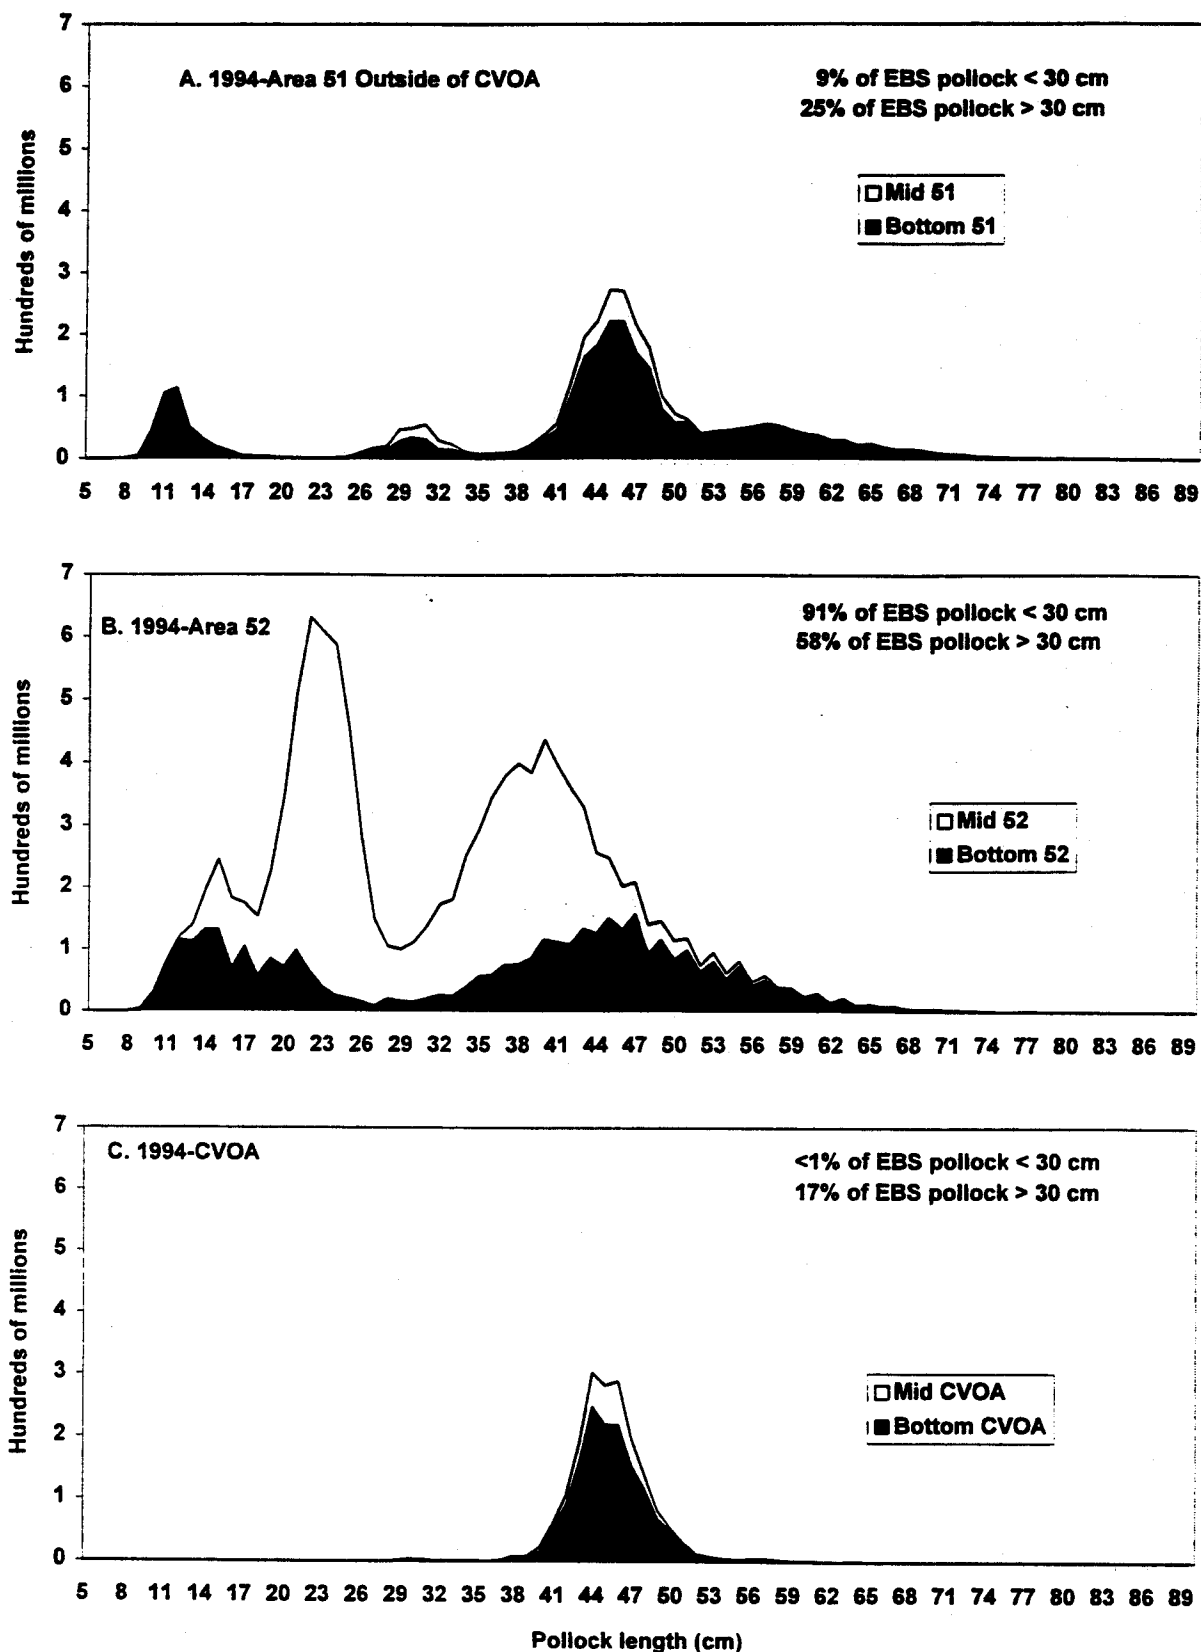 7
A. 1994-Area 51 Outside of CVOA
9% of EBS pollock < 30 cm
6
25% of EBS pollock > 30 cm
5
Hundreds of millions
Mid 51
4
Bottom 51
3
2
1
0
5 8 11 14 17 20 23 26 29 32 35 38 41 44 47 50 53 56 59 62 65 68 71 74 77 80 83 86 89
7
B. 1994-Area 52
91% of EBS pollock < 30 cm
6
58% of EBS pollock > 30 cm
5
Hundreds of millions
4
Mid 52
3
Bottom 52
2
1
0
5 8 11 14 17 20 23 26 29 32 35 38 41 44 47 50 53 56 59 62 65 68 71 74 77 80 83 86 89
7
C. 1994-CVOA
<1% of EBS pollock < 30 cm
6
17% of EBS pollock > 30 cm
5
Hundreds of millions
4
3
Mid CVOA
Bottom CVOA
2
1
0
5 8 11 14 17 20 23 26 29 32 35 38 41 44 47 50 53 56 59 62 65 68 71 74 77 80 83 86 89
Pollock length (cm)